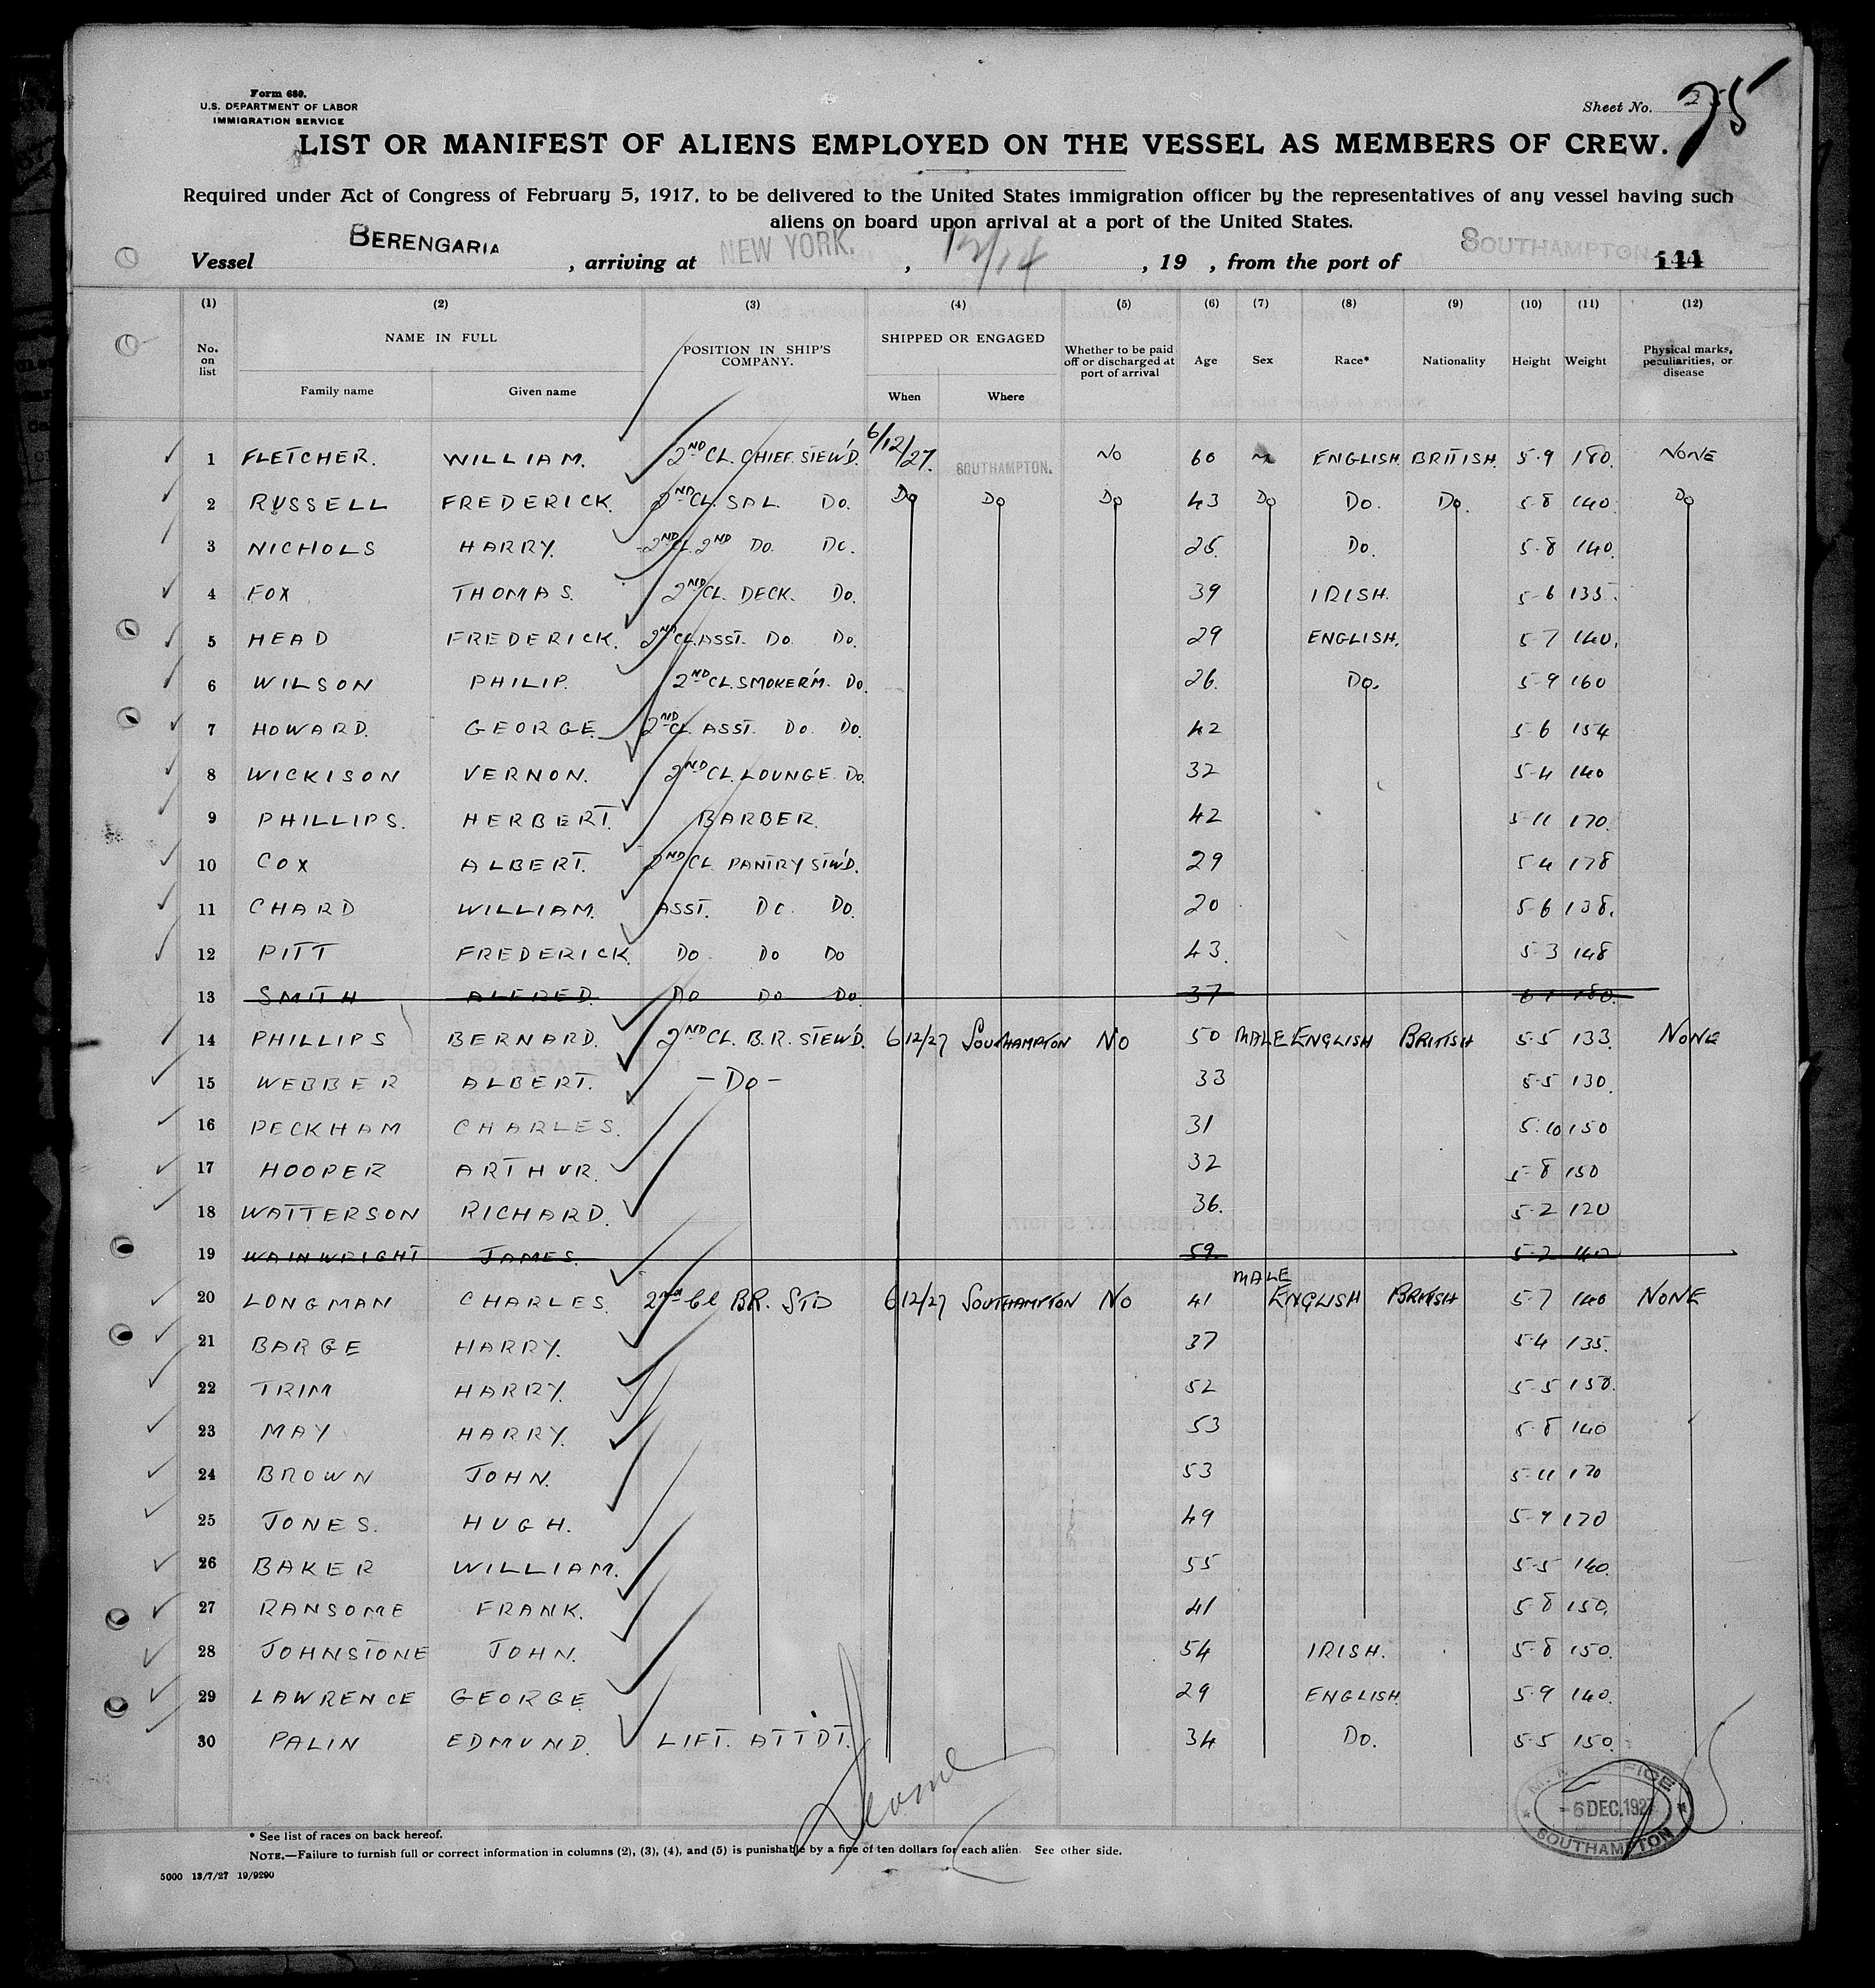 Form 680.
U.S. DEPARTMENT OF LABOR
IMMIGRATION SERVICE
Sheet No. 75
LIST OR MANIFEST OF ALIENS EMPLOYED ON THE VESSEL AS MEMBERS OF CREW.
Required under Act of Congress of February 5, 1917, to be delivered to the United States immigration officer by the representatives of any vessel having such
aliens on board upon arrival at a port of the United States.
Vessel BERENGARIA, arriving at NEW YORK., 12/14, 19 , from the port of SOUTHAMPTON 144
(1) (2) (3) (4) (5) (6) (7) (8) (9) (10) (11) (12)
No. on list NAME IN FULL Family name Given name POSITION IN SHIP'S COMPANY. SHIPPED OR ENGAGED When Where Whether to be paid off or discharged at port of arrival Age Sex Race* Nationality Height Weight Physical marks, peculiarities, or disease
1 FLETCHER. WILLIAM. 2ND CL. CHIEF. STEW'D. 6/12/27. SOUTHAMPTON. NO 60 M ENGLISH. BRITISH. 5-9 180. NONE
2 RUSSELL FREDERICK. 2ND CL. SAL. DO. DO DO DO 43 DO DO. DO. 5-8 140. DO
3 NICHOLS HARRY. 2ND CL. 2ND DO. DO. 25. DO. 5-8 140.
4 FOX THOMAS. 2ND CL. DECK. DO. 39 IRISH. 5-6 135.
5 HEAD FREDERICK. 2ND CL. ASST. DO. DO. 29 ENGLISH. 5-7 140.
6 WILSON PHILIP. 2ND CL. SMOKER'M. DO. 26. DO. 5-9 160
7 HOWARD. GEORGE. 2ND CL. ASST. DO. DO. 42 5-6 154
8 WICKISON VERNON. 2ND CL. LOUNGE. DO. 32 5-4 140
9 PHILLIPS. HERBERT. BARBER. 42 5-11 170.
10 COX ALBERT. 2ND CL PANTRY STW'D. 29 5-4 178
11 CHARD WILLIAM. ASST. DO. DO. 20 5-6 138.
12 PITT FREDERICK. DO. DO DO 43. 5-3 148
13 SMITH ALFRED. DO DO DO. 37 6-1 180.
14 PHILLIPS BERNARD. 2ND CL. B.R. STEW'D. 6/12/27 SOUTHAMPTON NO 50 MALE ENGLISH BRITISH 5-5 133. NONE
15 WEBBER ALBERT. - DO - 33 5-5 130.
16 PECKHAM CHARLES. 31 5-10 150
17 HOOPER ARTHUR. 32 5-8 150
18 WATTERSON RICHARD. 36. 5-2 120
19 WAINWRIGHT JAMES. 59. 5-2 140
20 LONGMAN CHARLES. 2nd Cl BR. STD 6/12/27 SOUTHAMPTON NO 41 MALE ENGLISH BRITISH 5-7 140 NONE
21 BARGE HARRY. 37 5-4 135.
22 TRIM HARRY. 52 5-5 150.
23 MAY HARRY. 53 5-8 140
24 BROWN JOHN. 53 5-11 170
25 JONES. HUGH. 49 5-9 170
26 BAKER WILLIAM. 55 5-5 140.
27 RANSOME FRANK. 41 5-8 150.
28 JOHNSTONE JOHN. 54 IRISH. 5-8 150.
29 LAWRENCE GEORGE. 29 ENGLISH. 5-9 140.
30 PALIN EDMUND. LIFT. ATTDT. 34 DO. 5-5 150.
* See list of races on back hereof.
NOTE.—Failure to furnish full or correct information in columns (2), (3), (4), and (5) is punishable by a fine of ten dollars for each alien. See other side.
5000 13/7/27 19/9290
OFFICE
-6 DEC. 1927
SOUTHAMPTON